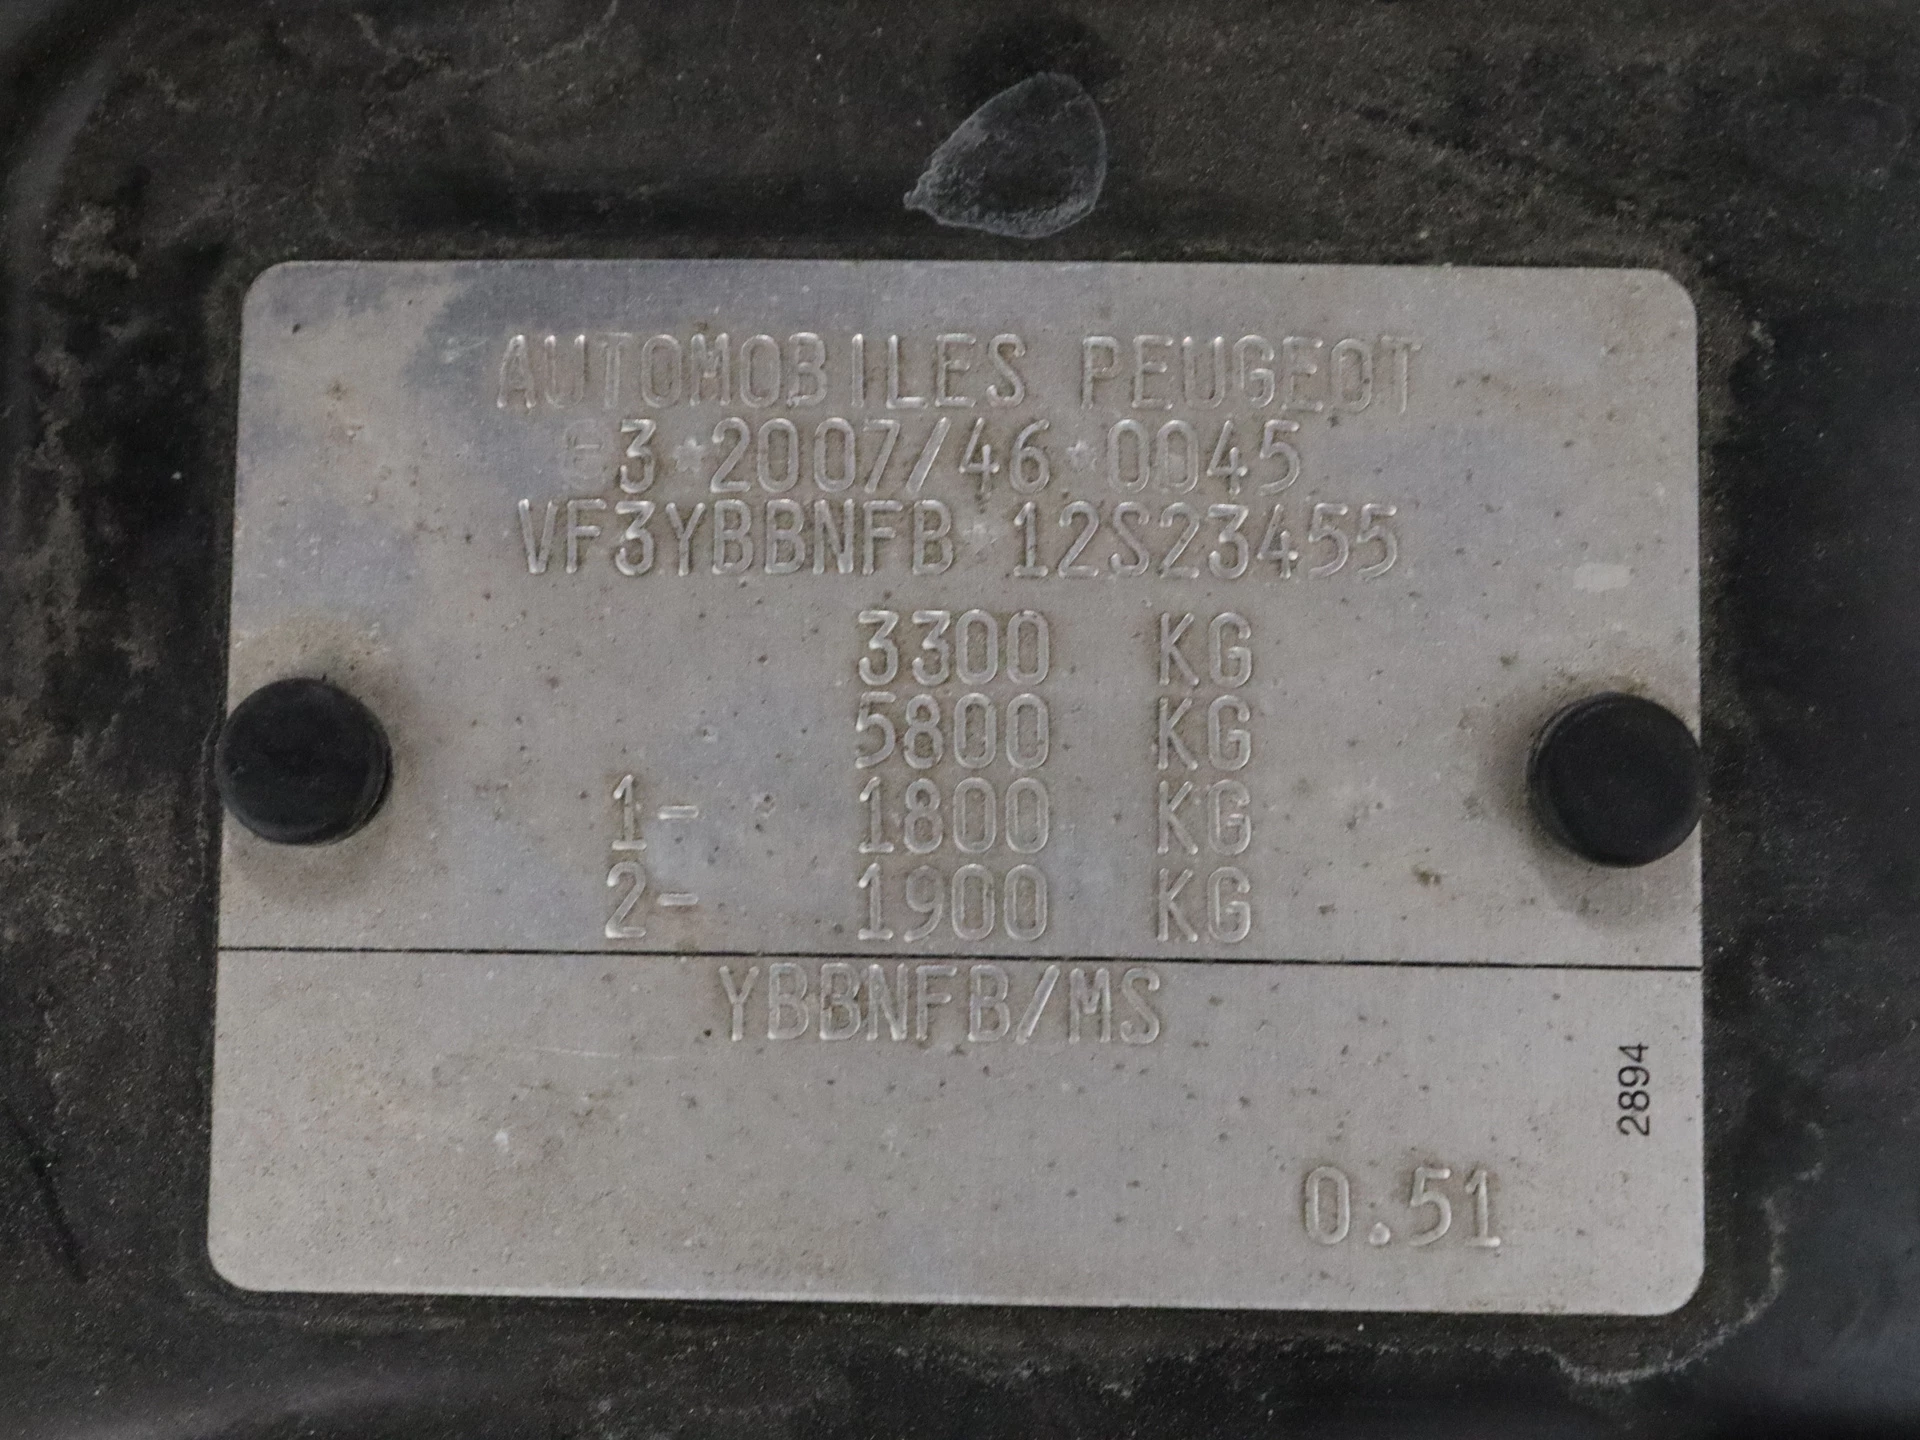 AUTOMOBILES PEUGEOT
e3*2007/46*0045
VF3YBBNFB*12S23455
3300 KG
5800 KG
1- 1800 KG
2- 1900 KG
YBBNFB/MS
2894
0.51